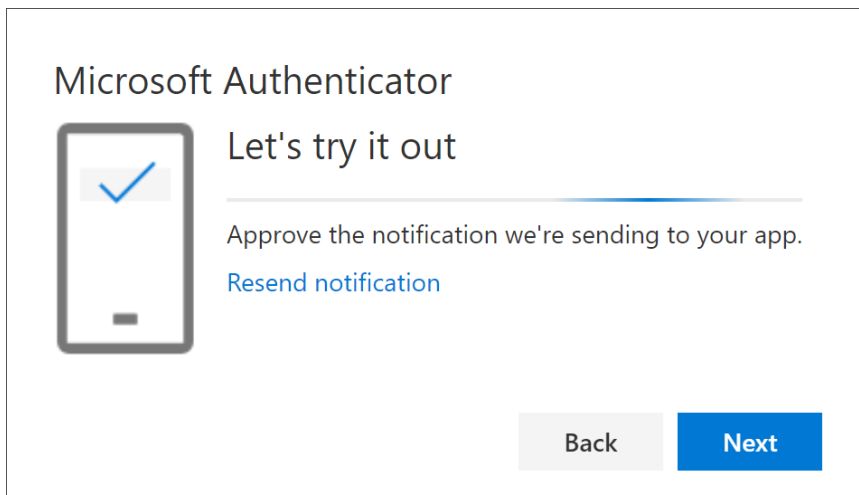 Microsoft Authenticator
Let's try it out
Approve the notification we're sending to your app.
Resend notification
Back
Next